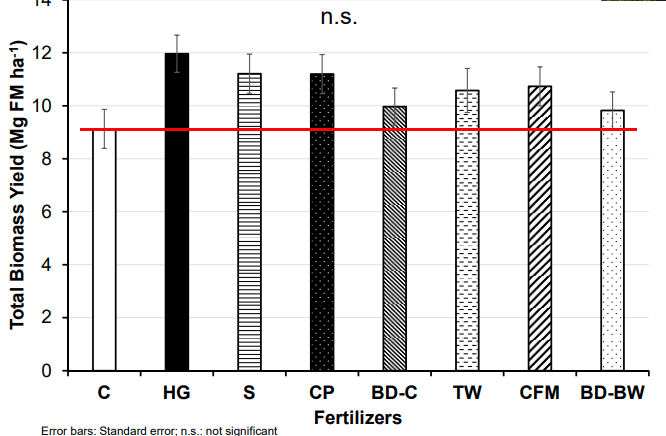 14
n.s.
12
10
8
6
4
2
0
Total Biomass Yield (Mg FM ha⁻¹)
C HG S CP BD-C TW CFM BD-BW
Fertilizers
Error bars: Standard error; n.s.: not significant